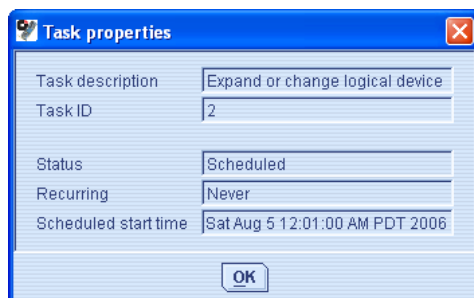 Task properties
Task description Expand or change logical device
Task ID 2
Status Scheduled
Recurring Never
Scheduled start time Sat Aug 5 12:01:00 AM PDT 2006
OK